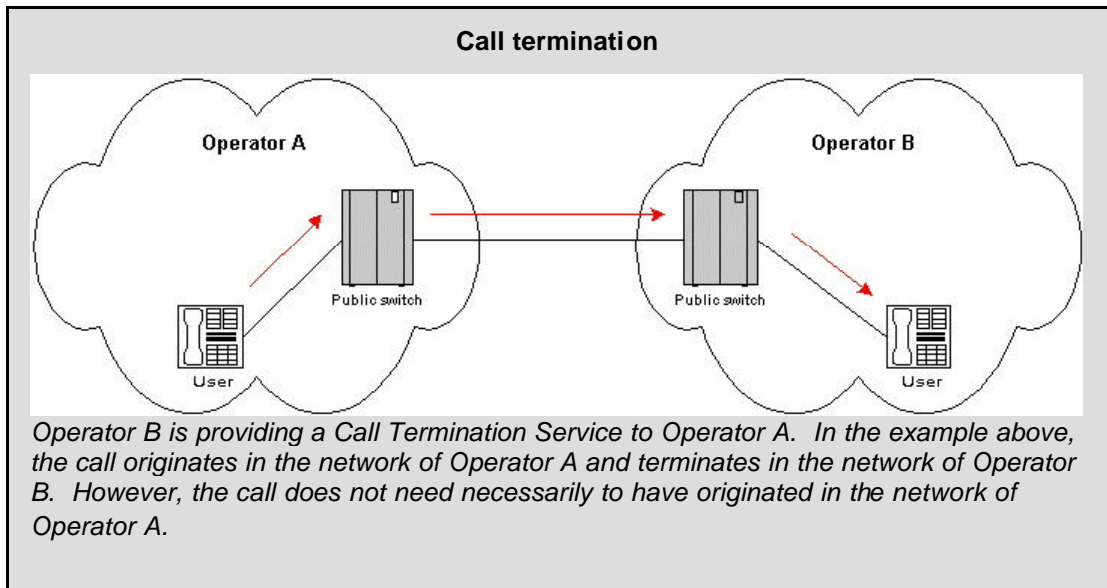 Call termination
Operator A
Operator B
Public switch
Public switch
User
User
Operator B is providing a Call Termination Service to Operator A. In the example above,
the call originates in the network of Operator A and terminates in the network of Operator
B. However, the call does not need necessarily to have originated in the network of
Operator A.